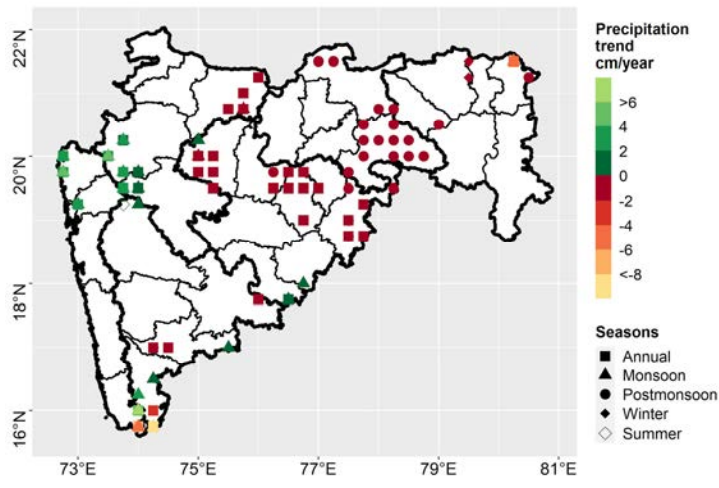 22°N
20°N
18°N
16°N
73°E
75°E
77°E
79°E
81°E
Precipitation
trend
cm/year
>6
4
2
0
-2
-4
-6
<-8
Seasons
Annual
Monsoon
Postmonsoon
Winter
Summer